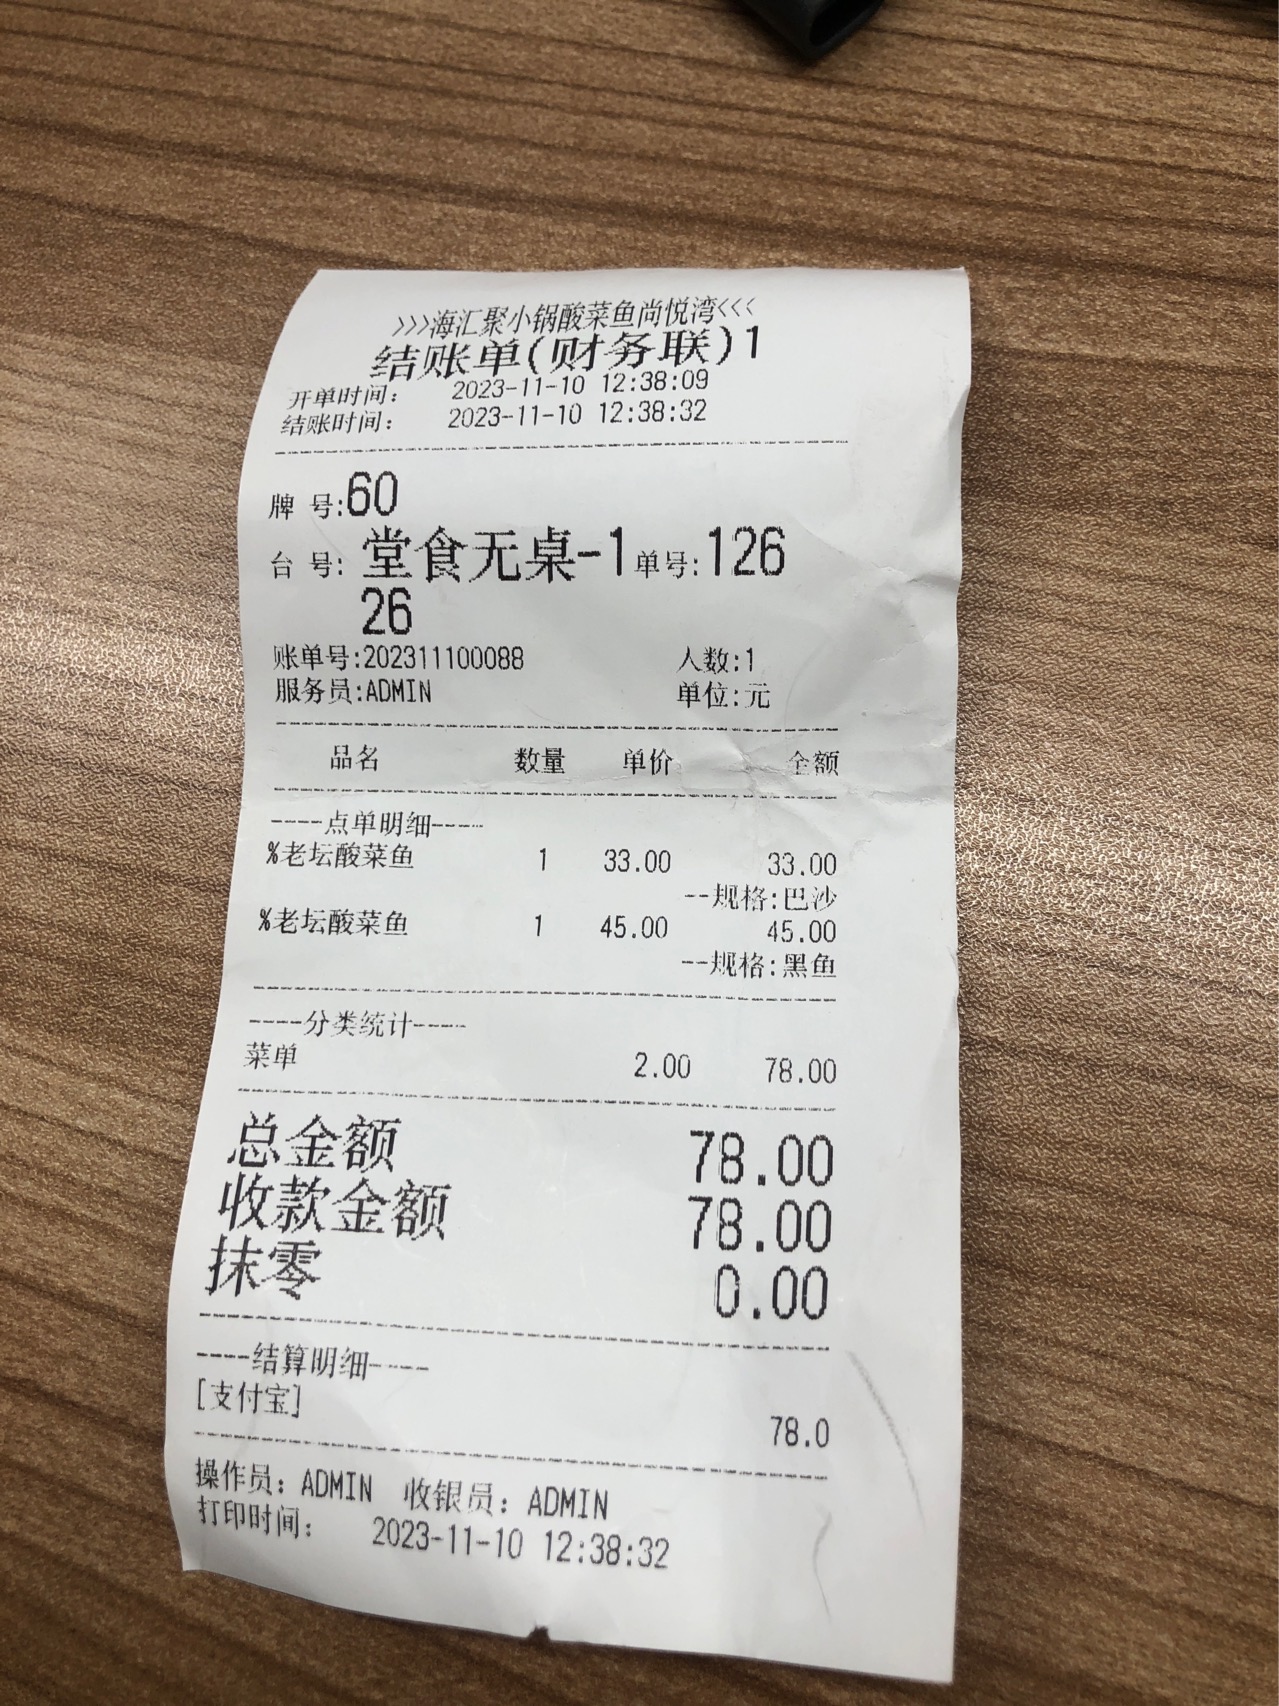 >>>海汇聚小锅酸菜鱼尚悦湾<<<
结账单(财务联)1
开单时间: 2023-11-10 12:38:09
结账时间: 2023-11-10 12:38:32
牌 号:60
台 号: 堂食无桌-1 单号:126
26
账单号:202311100088 人数:1
服务员:ADMIN 单位:元
品名 数量 单价 金额
----点单明细----
%老坛酸菜鱼 1 33.00 33.00
--规格:巴沙
%老坛酸菜鱼 1 45.00 45.00
--规格:黑鱼
----分类统计----
菜单 2.00 78.00
总金额 78.00
收款金额 78.00
抹零 0.00
----结算明细----
[支付宝]
78.0
操作员: ADMIN 收银员: ADMIN
打印时间: 2023-11-10 12:38:32